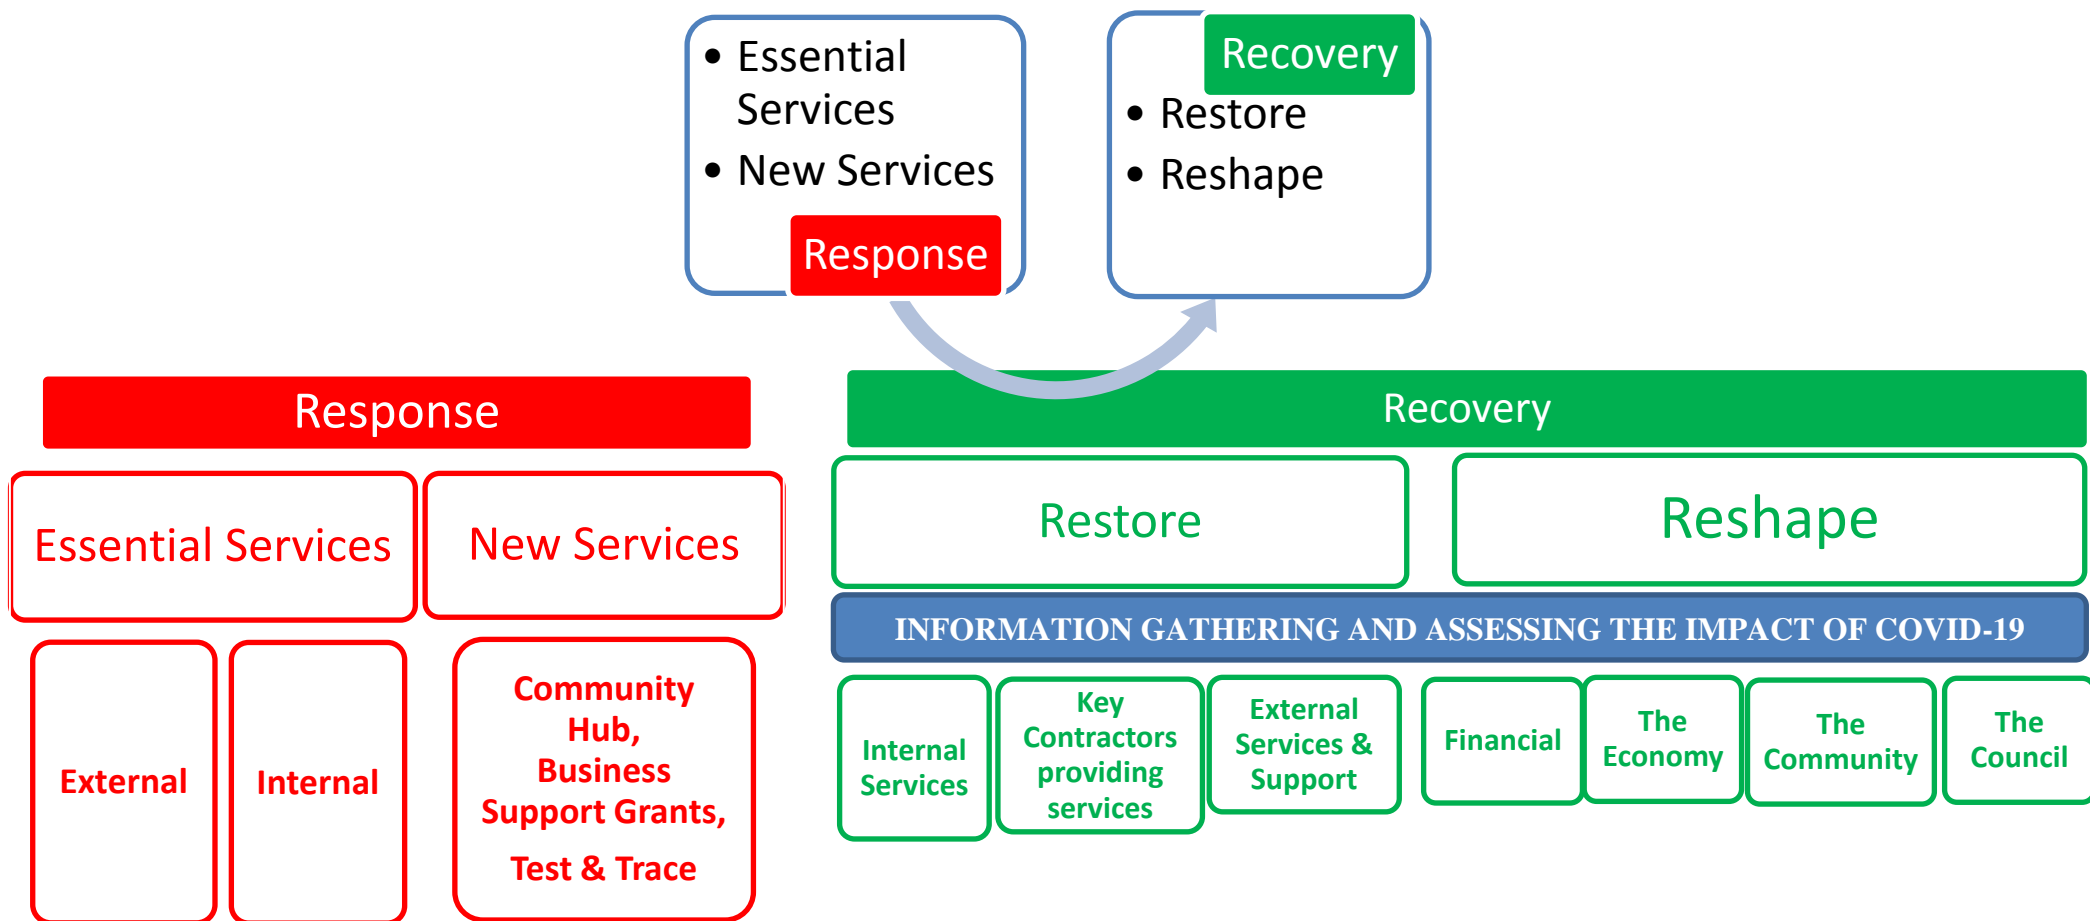 • Essential
Services
• New Services
Response
Recovery
• Restore
• Reshape
Response
Essential Services
New Services
External
Internal
Community
Hub,
Business
Support Grants,
Test & Trace
Recovery
Restore
Reshape
INFORMATION GATHERING AND ASSESSING THE IMPACT OF COVID-19
Internal
Services
Key
Contractors
providing
services
External
Services &
Support
Financial
The
Economy
The
Community
The
Council